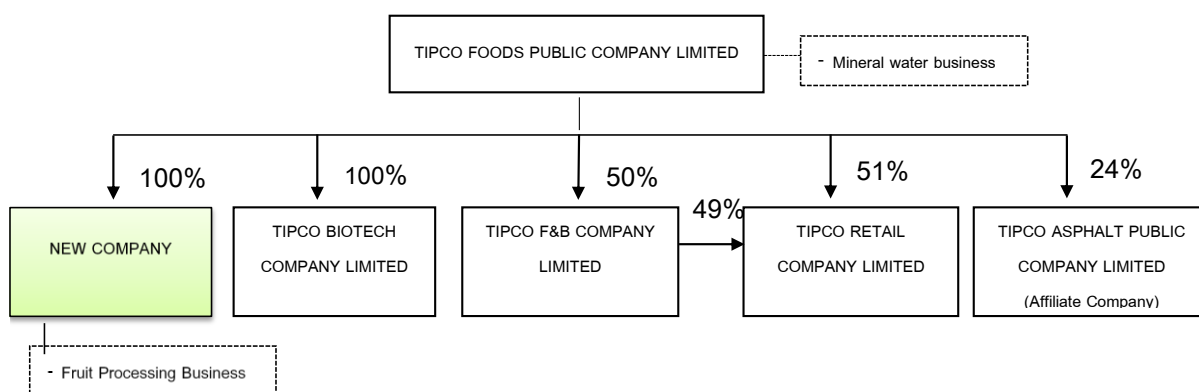 TIPCO FOODS PUBLIC COMPANY LIMITED
- Mineral water business
100%
100%
50%
49%
51%
24%
NEW COMPANY
TIPCO BIOTECH
COMPANY LIMITED
TIPCO F&B COMPANY
LIMITED
TIPCO RETAIL
COMPANY LIMITED
TIPCO ASPHALT PUBLIC
COMPANY LIMITED
(Affiliate Company)
- Fruit Processing Business